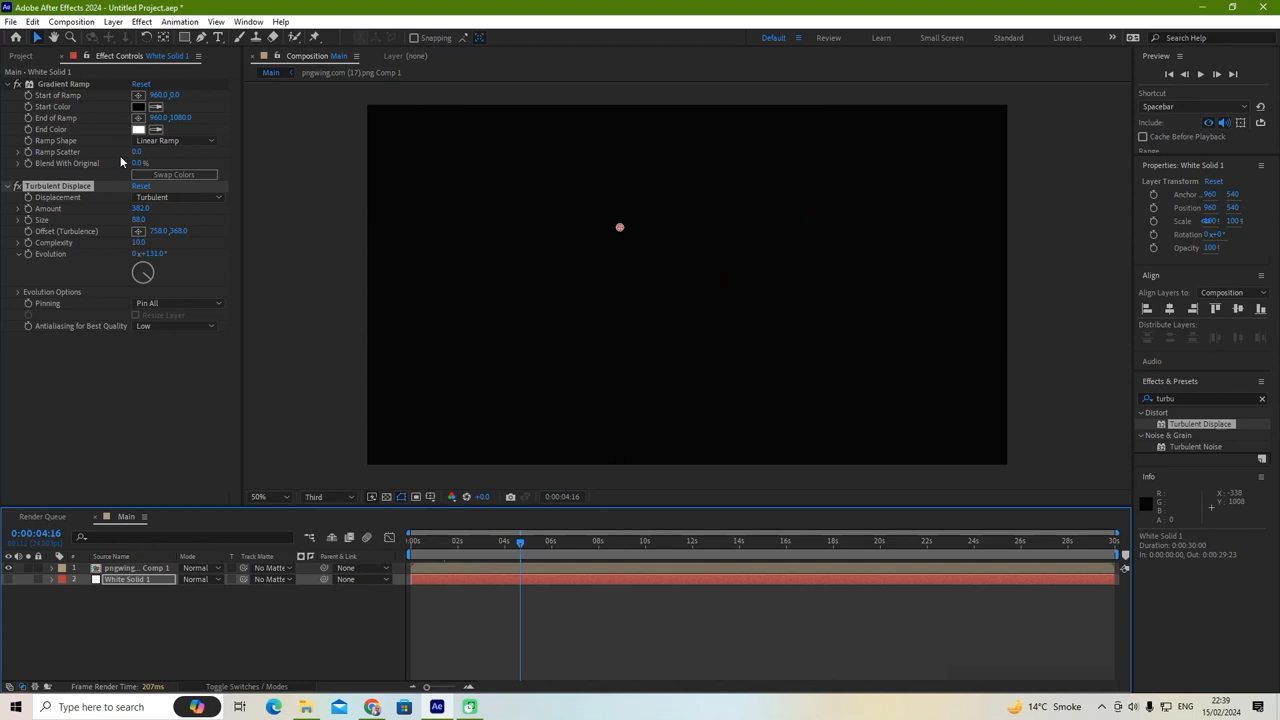 Adobe After Effects 2024 - Untitled Project.aep *
File Edit Composition Layer Effect Animation View Window Help
Snapping Default Review Learn Small Screen Standard Libraries Search Help
Project Effect Controls White Solid 1
Main • White Solid 1
Gradient Ramp Reset
Start of Ramp 960.0,0.0
Start Color
End of Ramp 960.0,1080.0
End Color
Ramp Shape Linear Ramp
Ramp Scatter 0.0
Blend With Original 0.0 %
Swap Colors
Turbulent Displace Reset
Displacement Turbulent
Amount 382.0
Size 88.0
Offset (Turbulence) 758.0,368.0
Complexity 10.0
Evolution 0x+131.0°
Evolution Options
Pinning Pin All
Resize Layer
Antialiasing for Best Quality Low
Composition Main Layer (none)
Main pngwing.com (17).png Comp 1
50% Third +0.0 0:00:04:16
Preview
Shortcut
Spacebar
Include:
Cache Before Playback
Range
Properties: White Solid 1
Layer Transform Reset
Anchor .. 960 540
Position 960 540
Scale 100% 100%
Rotation 0x+0°
Opacity 100%
Align
Align Layers to: Composition
Distribute Layers:
Audio
Effects & Presets
turbu
Distort
Turbulent Displace
Noise & Grain
Turbulent Noise
Info
R : X : -338
G : Y : 1008
B :
A : 0
White Solid 1
Duration: 0:00:30:00
In: 0:00:00:00, Out: 0:00:29:23
Render Queue Main
0:00:04:16
00112 (24.00 fps)
:00s 02s 04s 06s 08s 10s 12s 14s 16s 18s 20s 22s 24s 26s 28s 30s
# Source Name Mode T Track Matte Parent & Link
1 pngwing... Comp 1 Normal No Matte None
2 White Solid 1 Normal No Matte None
Frame Render Time: 207ms Toggle Switches / Modes
Type here to search 14°C Smoke ENG 22:39
15/02/2024